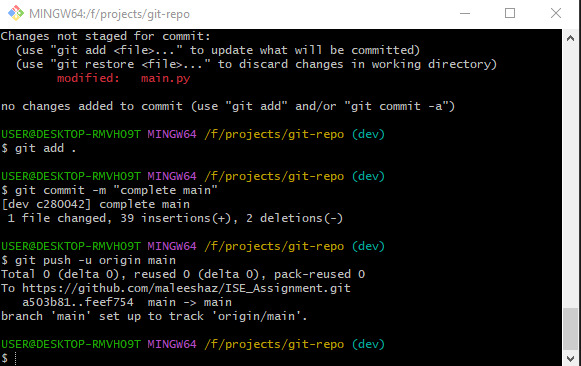 MINGW64:/f/projects/git-repo
Changes not staged for commit:
  (use "git add <file>..." to update what will be committed)
  (use "git restore <file>..." to discard changes in working directory)
        modified:   main.py

no changes added to commit (use "git add" and/or "git commit -a")

USER@DESKTOP-RMVHO9T MINGW64 /f/projects/git-repo (dev)
$ git add .

USER@DESKTOP-RMVHO9T MINGW64 /f/projects/git-repo (dev)
$ git commit -m "complete main"
[dev c280042] complete main
 1 file changed, 39 insertions(+), 2 deletions(-)

USER@DESKTOP-RMVHO9T MINGW64 /f/projects/git-repo (dev)
$ git push -u origin main
Total 0 (delta 0), reused 0 (delta 0), pack-reused 0
To https://github.com/maleeshaz/ISE_Assignment.git
   a503b81..feef754  main -> main
branch 'main' set up to track 'origin/main'.

USER@DESKTOP-RMVHO9T MINGW64 /f/projects/git-repo (dev)
$